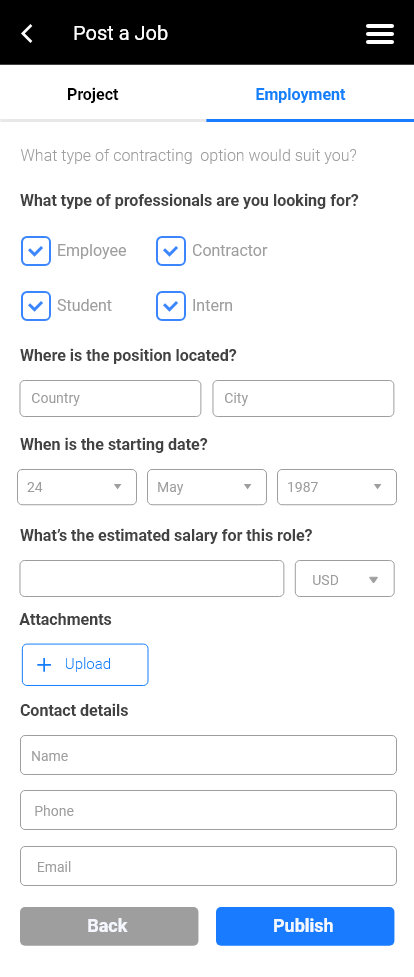 Post a Job
Project Employment
What type of contracting option would suit you?
What type of professionals are you looking for?
Employee Contractor
Student Intern
Where is the position located?
Country City
When is the starting date?
24 May 1987
What's the estimated salary for this role?
USD
Attachments
Upload
Contact details
Name
Phone
Email
Back Publish